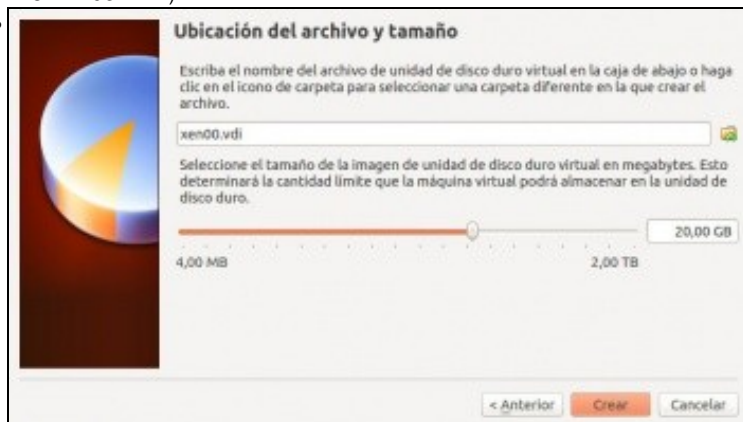 Ubicación del archivo y tamaño
Escriba el nombre del archivo de unidad de disco duro virtual en la caja de abajo o haga
clic en el icono de carpeta para seleccionar una carpeta diferente en la que crear el
archivo.
xen00.vdi
Seleccione el tamaño de la imagen de unidad de disco duro virtual en megabytes. Esto
determinará la cantidad límite que la máquina virtual podrá almacenar en la unidad de
disco duro.
20,00 GB
4,00 MB 2,00 TB
< Anterior Crear Cancelar